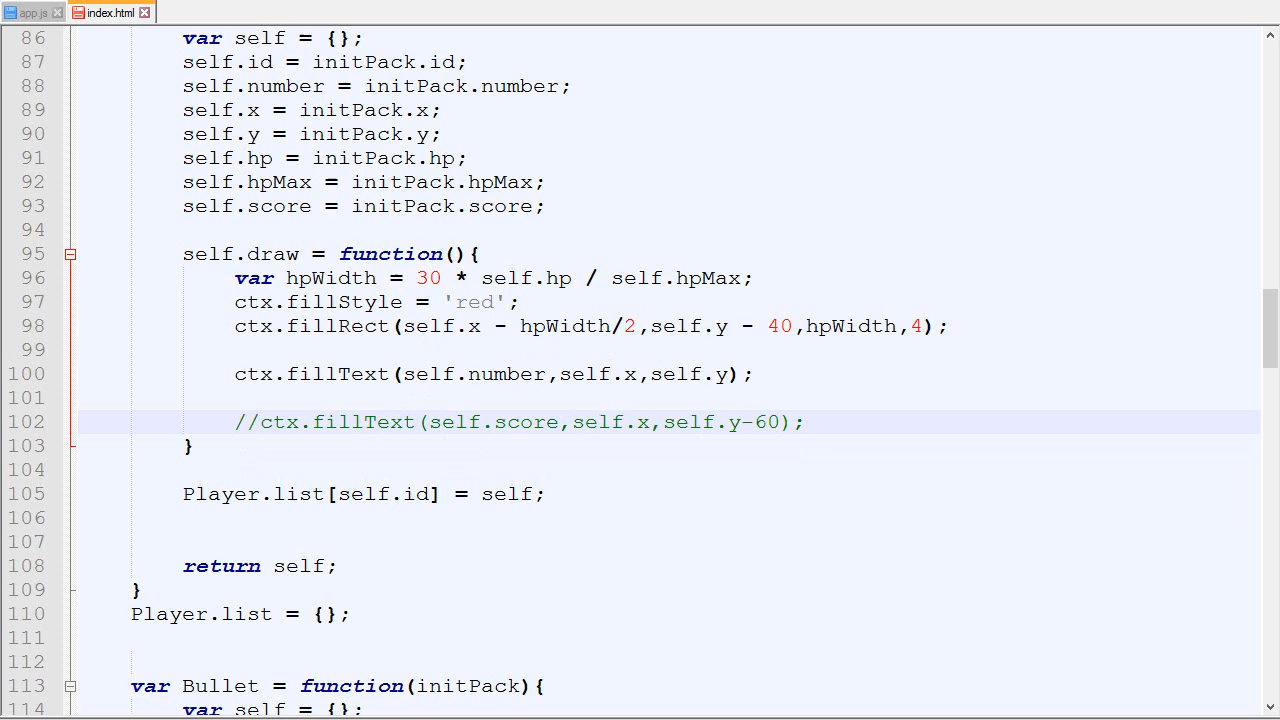 app.js index.html
86 var self = {};
87 self.id = initPack.id;
88 self.number = initPack.number;
89 self.x = initPack.x;
90 self.y = initPack.y;
91 self.hp = initPack.hp;
92 self.hpMax = initPack.hpMax;
93 self.score = initPack.score;
94
95 self.draw = function(){
96 var hpWidth = 30 * self.hp / self.hpMax;
97 ctx.fillStyle = 'red';
98 ctx.fillRect(self.x - hpWidth/2,self.y - 40,hpWidth,4);
99
100 ctx.fillText(self.number,self.x,self.y);
101
102 //ctx.fillText(self.score,self.x,self.y-60);
103 }
104
105 Player.list[self.id] = self;
106
107
108 return self;
109 }
110 Player.list = {};
111
112
113 var Bullet = function(initPack){
114 var self = {};